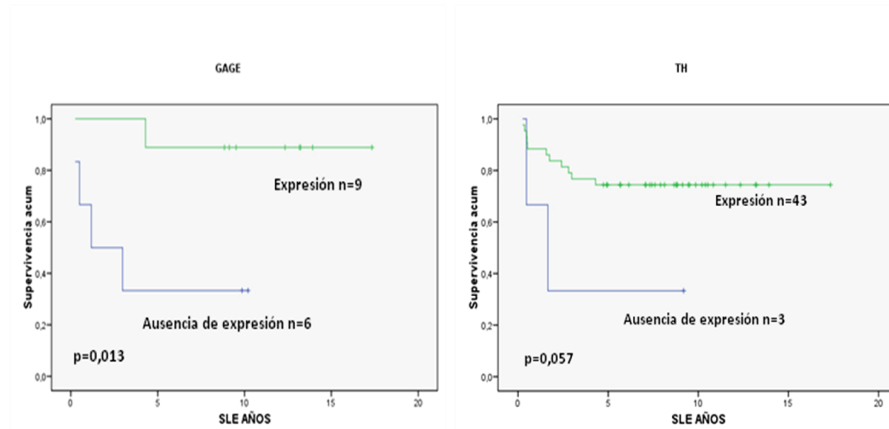 GAGE
Supervivencia acum
1,0
0,8
0,6
0,4
0,2
0,0
Expresión n=9
Ausencia de expresión n=6
p=0,013
0 5 10 15 20
SLE AÑOS
TH
Supervivencia acum
1,0
0,8
0,6
0,4
0,2
0,0
Expresión n=43
Ausencia de expresión n=3
p=0,057
0 5 10 15 20
SLE AÑOS